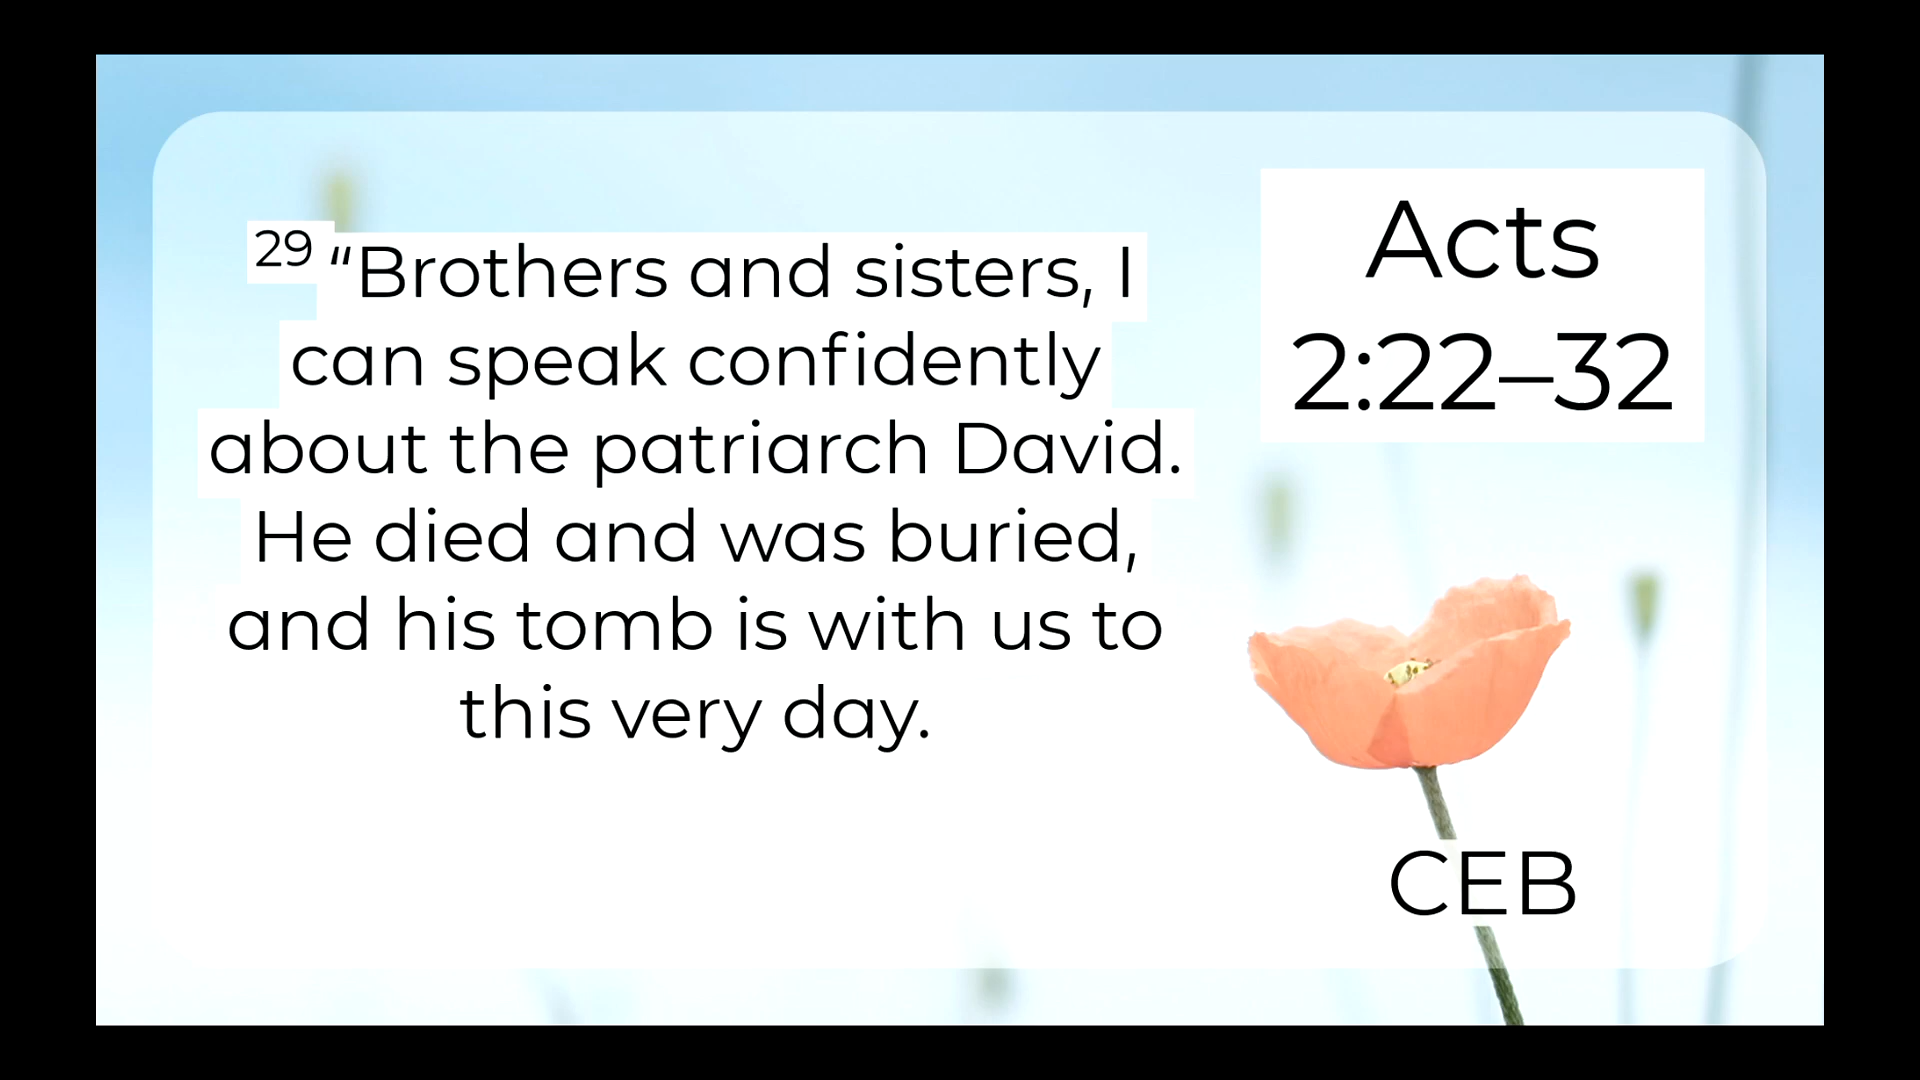 29 “Brothers and sisters, I
can speak confidently
about the patriarch David.
He died and was buried,
and his tomb is with us to
this very day.
Acts
2:22–32
CEB